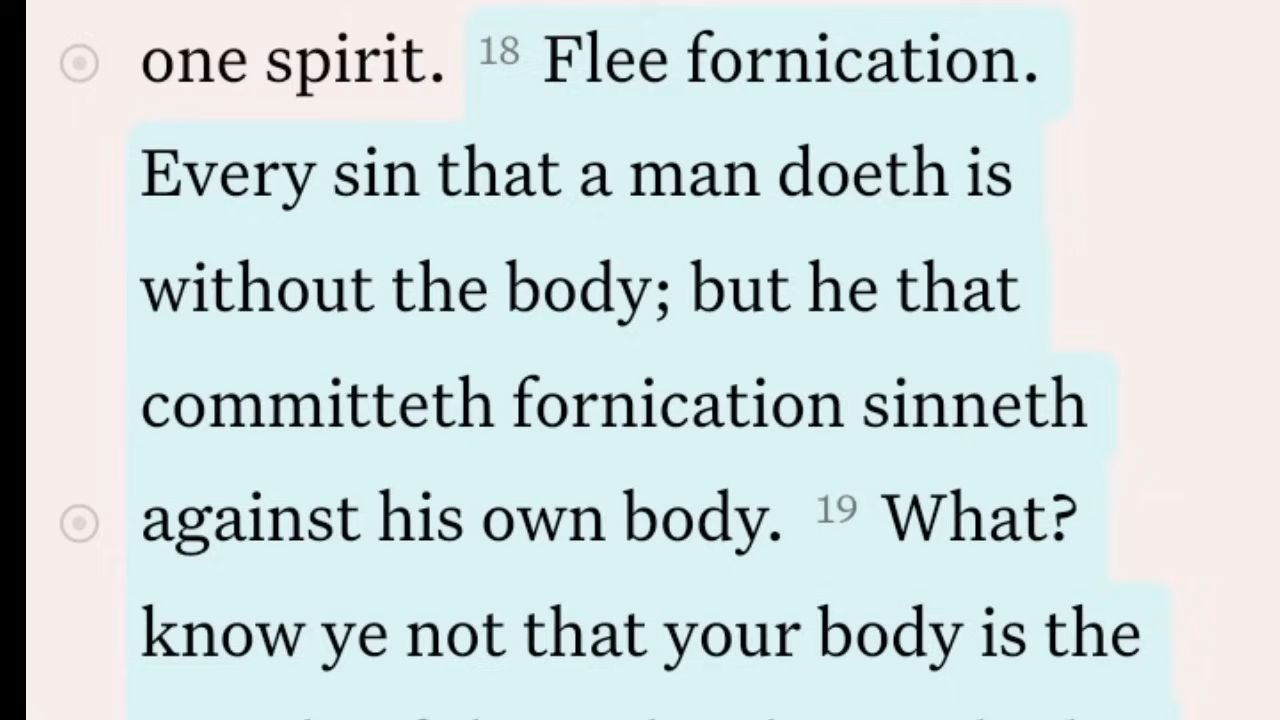 one spirit. 18 Flee fornication.
Every sin that a man doeth is
without the body; but he that
committeth fornication sinneth
against his own body. 19 What?
know ye not that your body is the